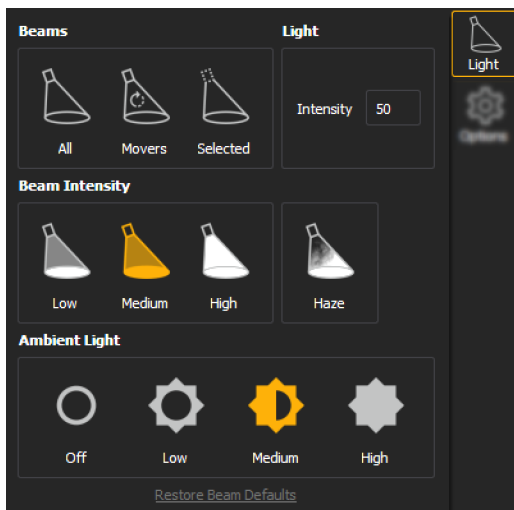 Beams
Light
All
Movers
Selected
Intensity 50
Beam Intensity
Low
Medium
High
Haze
Ambient Light
Off
Low
Medium
High
Restore Beam Defaults
Light
Options